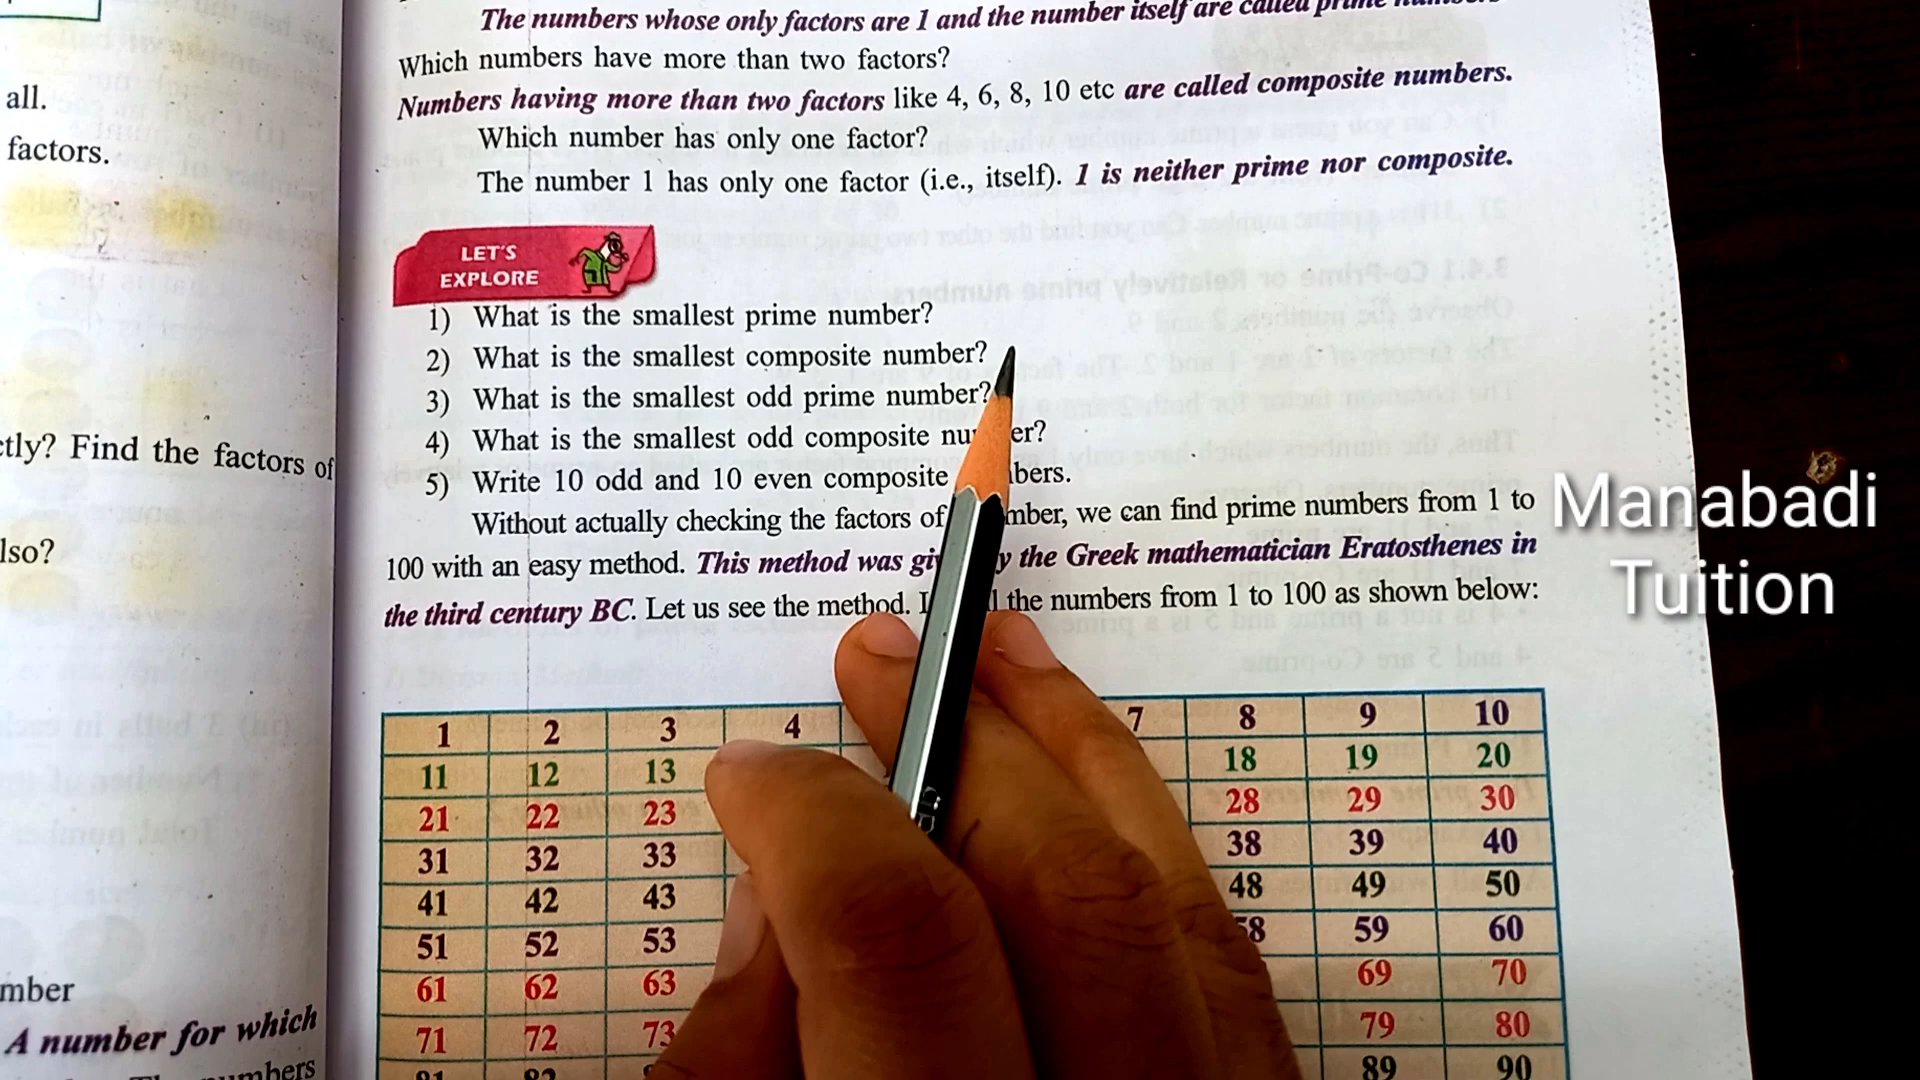 all.
factors.
Find the factors of
mber
A number for which
The numbers whose only factors are 1 and the number itself are called
Which numbers have more than two factors?
Numbers having more than two factors like 4, 6, 8, 10 etc are called composite numbers.
Which number has only one factor?
The number 1 has only one factor (i.e., itself). 1 is neither prime nor composite.
LET'S
EXPLORE
1) What is the smallest prime number?
2) What is the smallest composite number?
3) What is the smallest odd prime number?
4) What is the smallest odd composite nu er?
5) Write 10 odd and 10 even composite bers.
Without actually checking the factors of mber, we can find prime numbers from 1 to
100 with an easy method. This method was gi y the Greek mathematician Eratosthenes in
the third century BC. Let us see the method. the numbers from 1 to 100 as shown below:
1 2 3 4 7 8 9 10
11 12 13 18 19 20
21 22 23 28 29 30
31 32 33 38 39 40
41 42 43 48 49 50
51 52 53 59 60
61 62 63 69 70
71 72 73 79 80
89 90
Manabadi
Tuition